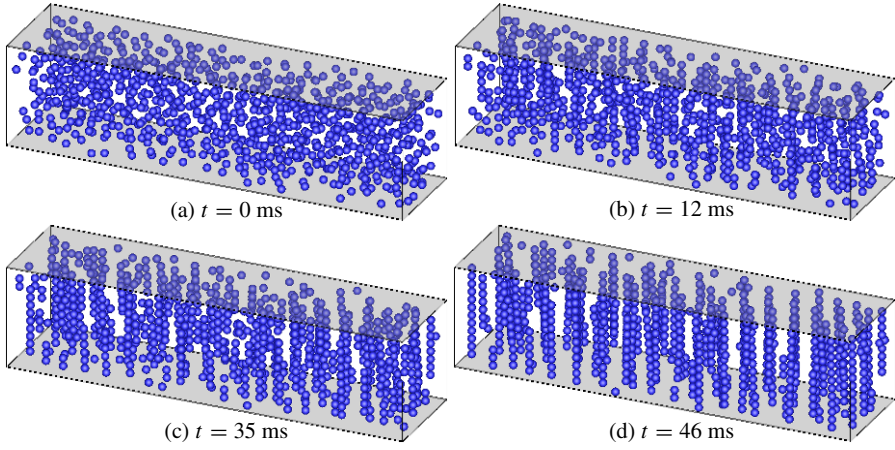 (a) t = 0 ms
(b) t = 12 ms
(c) t = 35 ms
(d) t = 46 ms